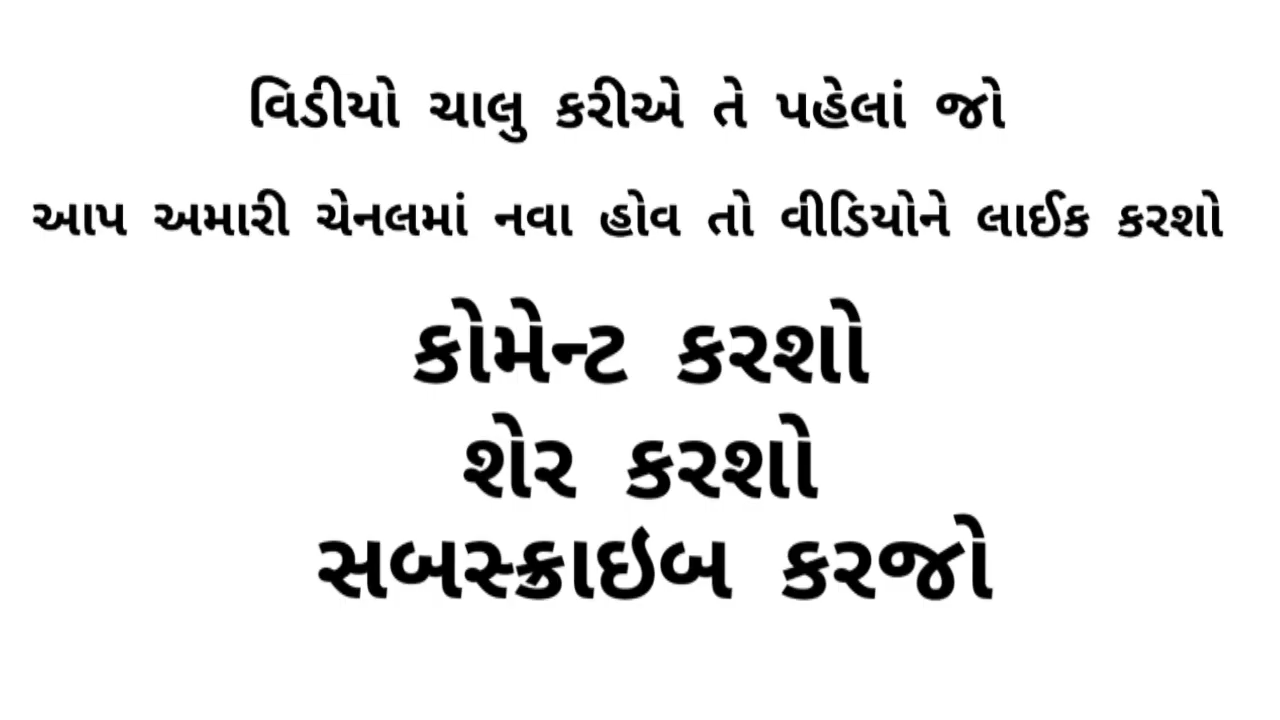 વિડીયો ચાલુ કરીએ તે પહેલાં જો
આપ અમારી ચેનલમાં નવા હોવ તો વીડિયોને લાઈક કરશો
કોમેન્ટ કરશો
શેર કરશો
સબસ્ક્રાઇબ કરજો